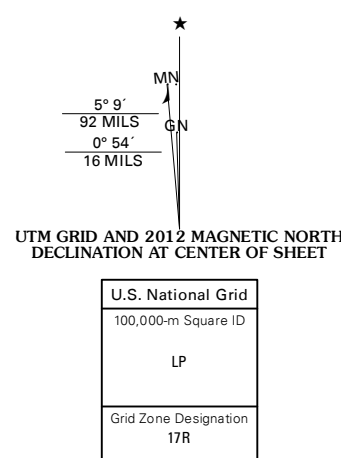 ★
MN
5° 9´
92 MILS
GN
0° 54´
16 MILS
UTM GRID AND 2012 MAGNETIC NORTH
DECLINATION AT CENTER OF SHEET
U.S. National Grid
100,000-m Square ID
LP
Grid Zone Designation
17R